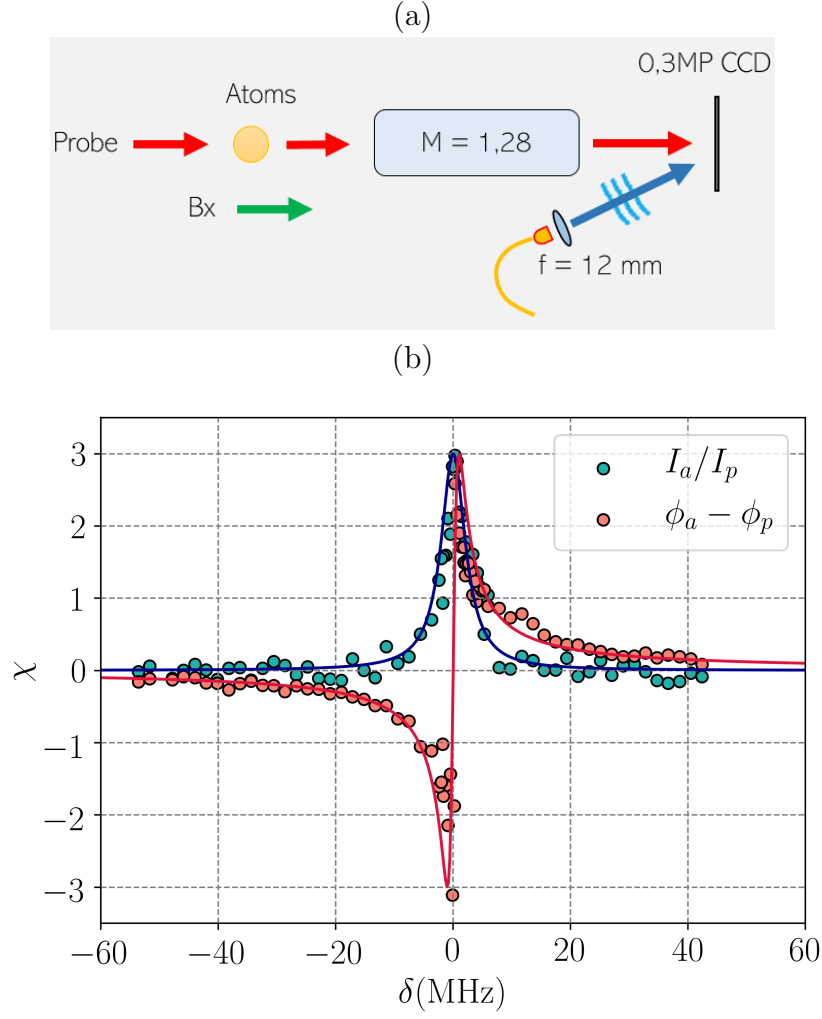 (a)
0,3MP CCD
Atoms
Probe
M = 1,28
Bx
f = 12 mm
(b)
I_a/I_p
ϕ_a − ϕ_p
3
2
1
0
−1
−2
−3
χ
−60 −40 −20 0 20 40 60
δ(MHz)